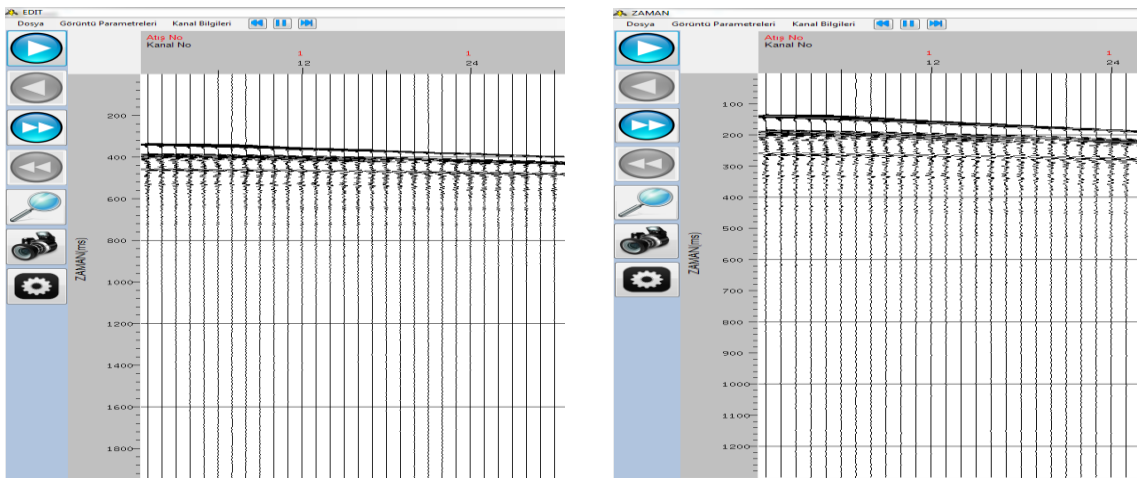 EDIT
Dosya Görüntü Parametreleri Kanal Bilgileri
Atış No
Kanal No
1 1
12 24
200
400
600
800
1000
1200
1400
1600
1800
ZAMAN(ms)
ZAMAN
Dosya Görüntü Parametreleri Kanal Bilgileri
Atış No
Kanal No
1 1
12 24
100
200
300
400
500
600
700
800
900
1000
1100
1200
ZAMAN(ms)